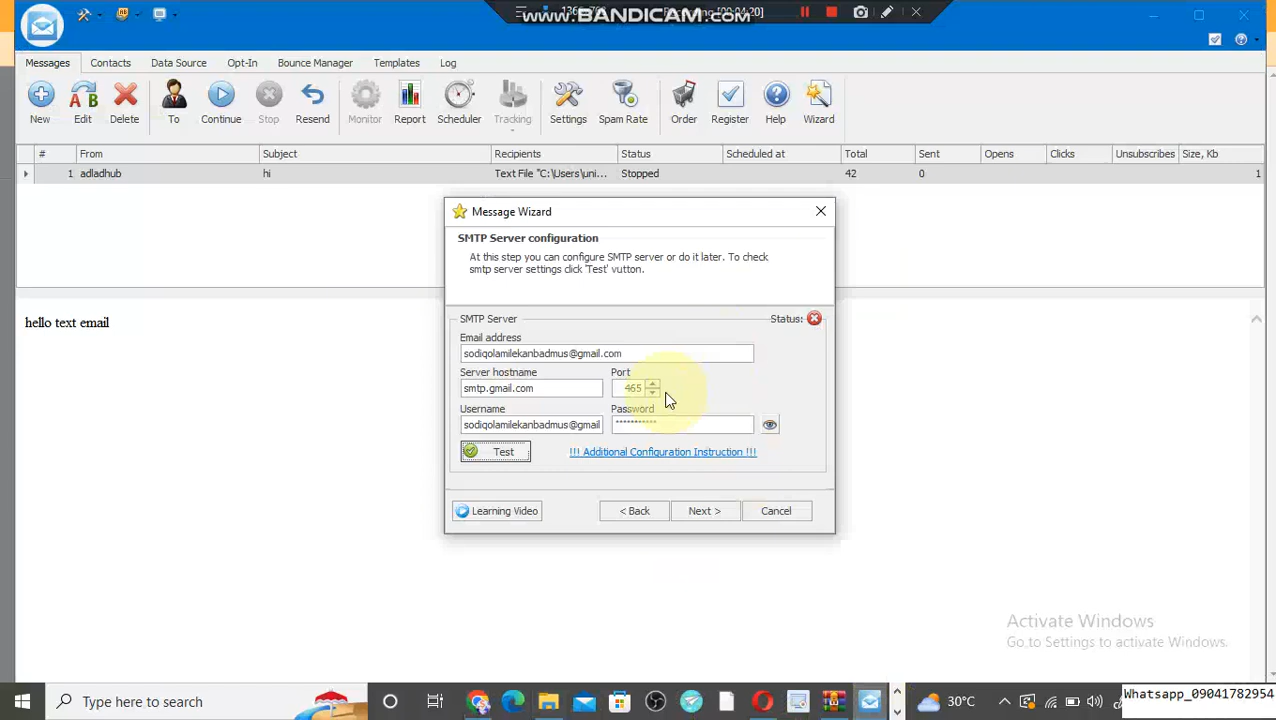 www.BANDICAM.com
Messages Contacts Data Source Opt-In Bounce Manager Templates Log
New Edit Delete To Continue Stop Resend Monitor Report Scheduler Tracking Settings Spam Rate Order Register Help Wizard
# From Subject Recipients Status Scheduled at Total Sent Opens Clicks Unsubscribes Size, Kb
1 adladhub hi Text File "C:\Users\uni... Stopped 42 0 1
Message Wizard
SMTP Server configuration
At this step you can configure SMTP server or do it later. To check
smtp server settings click 'Test' vutton.
SMTP Server Status:
Email address
sodiqolamilekanbadmus@gmail.com
Server hostname Port
smtp.gmail.com 465
Username Password
sodiqolamilekanbadmus@gmail ***********
Test !!! Additional Configuration Instruction !!!
Learning Video < Back Next > Cancel
hello text email
Activate Windows
Go to Settings to activate Windows.
Type here to search 30°C Whatsapp_09041782954